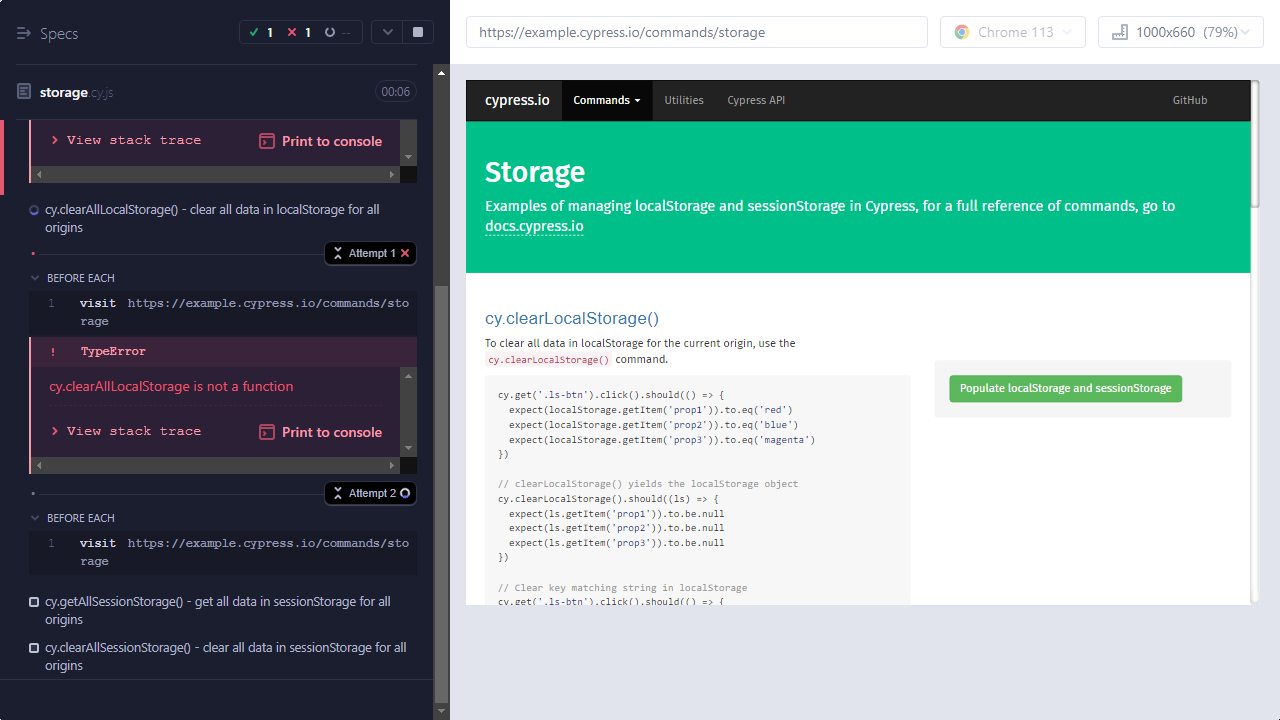 Specs
1
1
--
storage.cy.js
00:06
View stack trace
Print to console
cy.clearAllLocalStorage() - clear all data in localStorage for all
origins
Attempt 1
BEFORE EACH
1 visit https://example.cypress.io/commands/sto
rage
! TypeError
cy.clearAllLocalStorage is not a function
View stack trace
Print to console
Attempt 2
BEFORE EACH
1 visit https://example.cypress.io/commands/sto
rage
cy.getAllSessionStorage() - get all data in sessionStorage for all
origins
cy.clearAllSessionStorage() - clear all data in sessionStorage for all
origins
https://example.cypress.io/commands/storage
Chrome 113
1000x660 (79%)
cypress.io
Commands
Utilities
Cypress API
GitHub
Storage
Examples of managing localStorage and sessionStorage in Cypress, for a full reference of commands, go to
docs.cypress.io
cy.clearLocalStorage()
To clear all data in localStorage for the current origin, use the
cy.clearLocalStorage() command.
cy.get('.ls-btn').click().should(() => {
expect(localStorage.getItem('prop1')).to.eq('red')
expect(localStorage.getItem('prop2')).to.eq('blue')
expect(localStorage.getItem('prop3')).to.eq('magenta')
})
// clearLocalStorage() yields the localStorage object
cy.clearLocalStorage().should((ls) => {
expect(ls.getItem('prop1')).to.be.null
expect(ls.getItem('prop2')).to.be.null
expect(ls.getItem('prop3')).to.be.null
})
// Clear key matching string in localStorage
cy.get('.ls-btn').click().should(() => {
Populate localStorage and sessionStorage